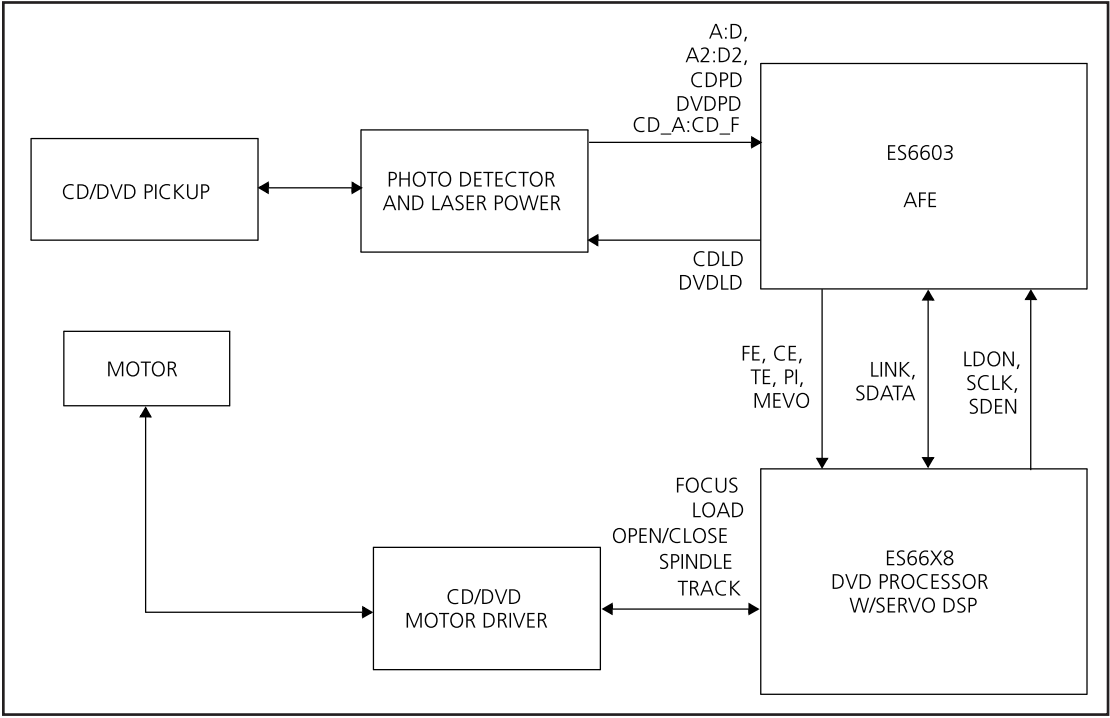 A:D,
A2:D2,
CDPD
DVDPD
CD_A:CD_F
CD/DVD PICKUP
PHOTO DETECTOR
AND LASER POWER
ES6603
AFE
CDLD
DVDLD
MOTOR
FE, CE,
TE, PI,
MEVO
LINK,
SDATA
LDON,
SCLK,
SDEN
FOCUS
LOAD
OPEN/CLOSE
SPINDLE
TRACK
CD/DVD
MOTOR DRIVER
ES66X8
DVD PROCESSOR
W/SERVO DSP